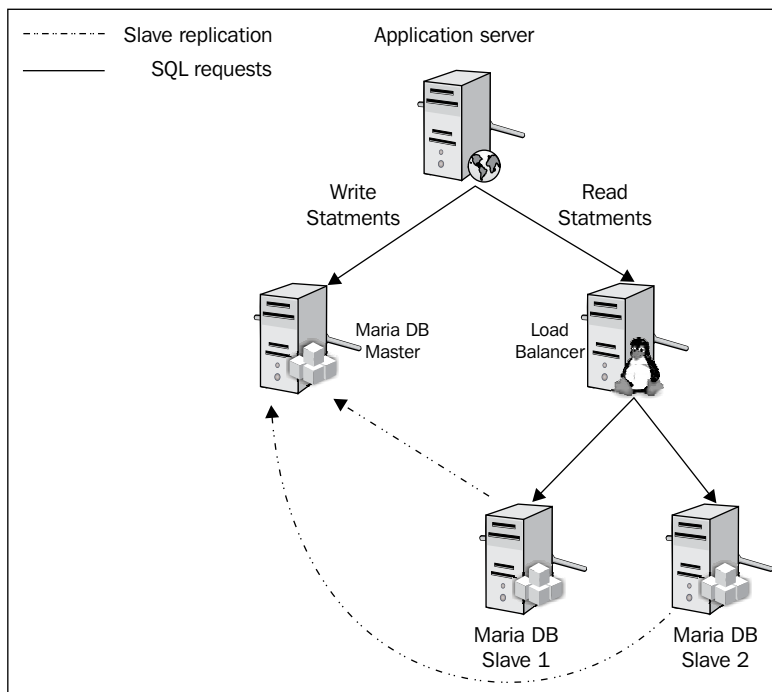 Slave replication
SQL requests
Application server
Write
Statments
Read
Statments
Maria DB
Master
Load
Balancer
Maria DB
Slave 1
Maria DB
Slave 2